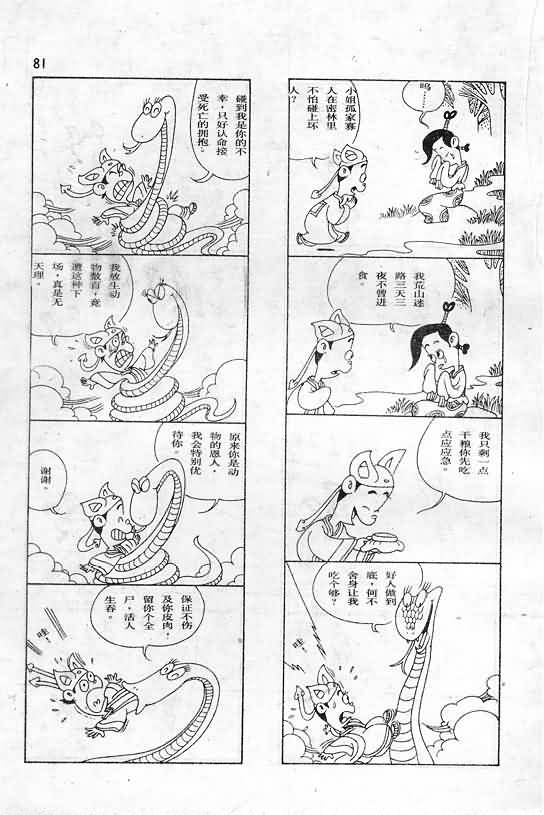 81
呜…
小姐孤家寡
人在密林里
不怕碰上坏
人？
我荒山迷
路三天三
夜不曾进
食。
我只剩一点
干粮你先吃
点应应急
好人做到
底，何不
舍身让我
吃个够？
哇！
碰到我是你的不
幸，只好认命接
受死亡的拥抱。
我放生动
物数百，竟
遭这种下
场，真是无
天理。
原来你是动
物的恩人，
我会特别优
待你。
谢谢。
保证不伤
及你皮肉，
留你个全
尸，活人
生吞。
哇！